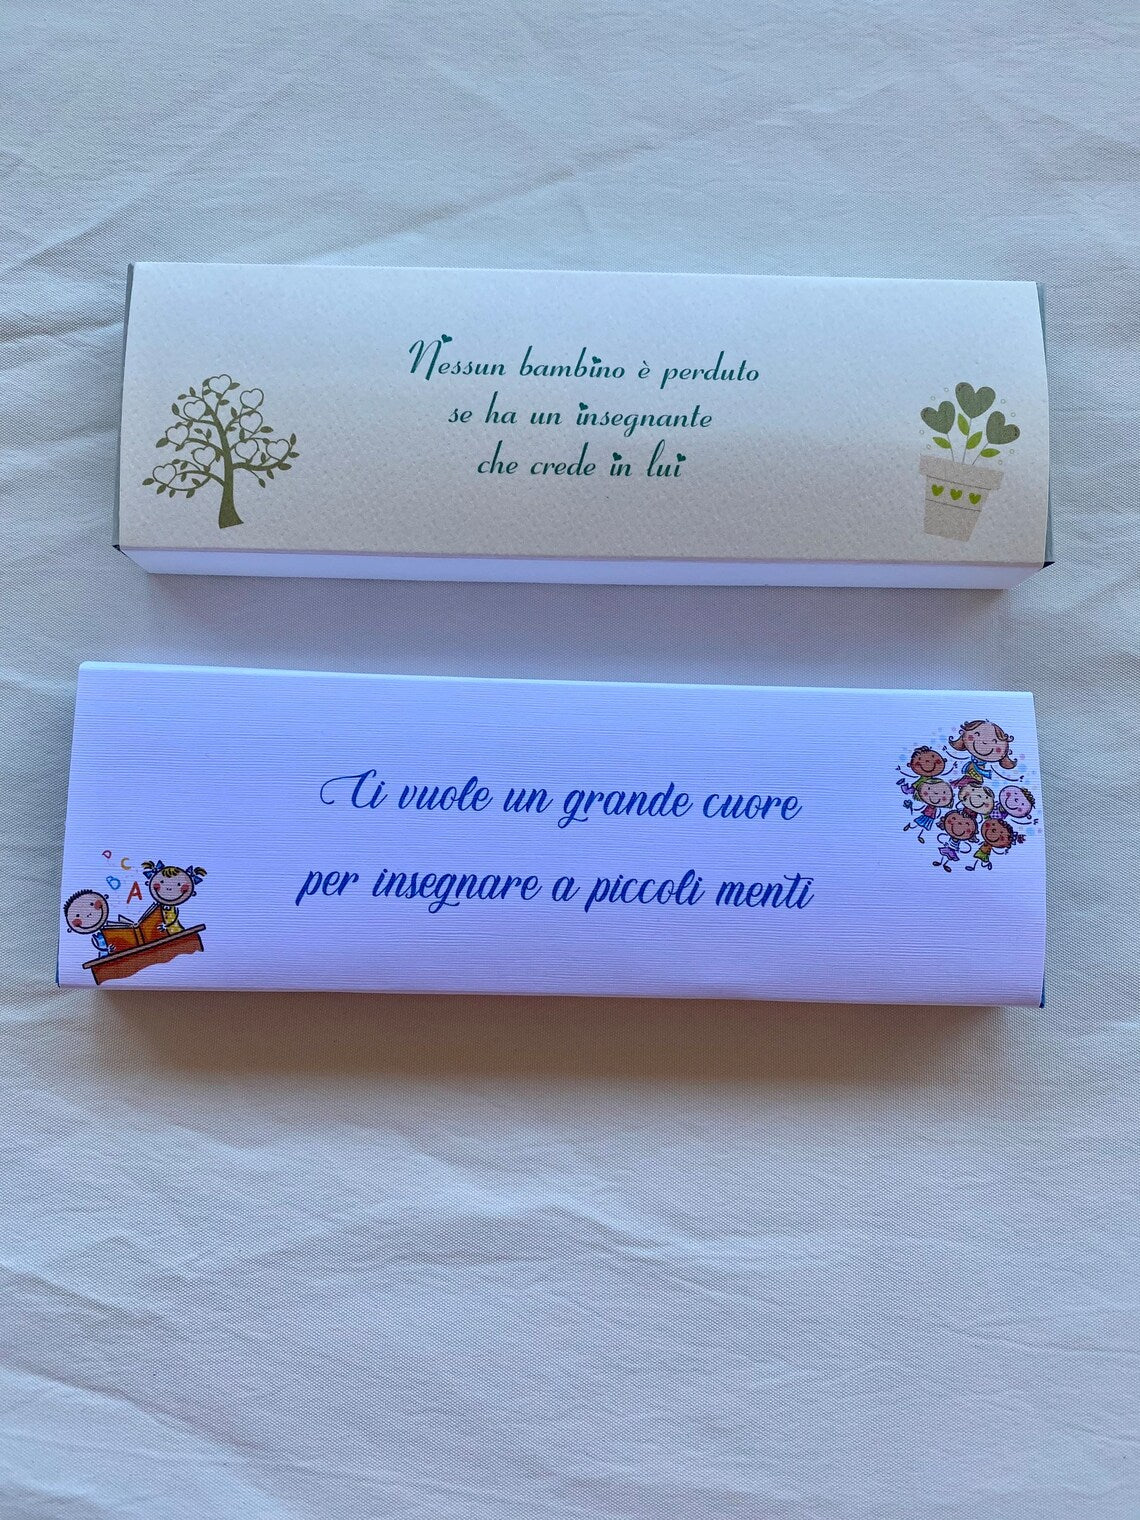 Nessun bambino è perduto
se ha un insegnante
che crede in lui
Ci vuole un grande cuore
per insegnare a piccoli menti
D C
B A